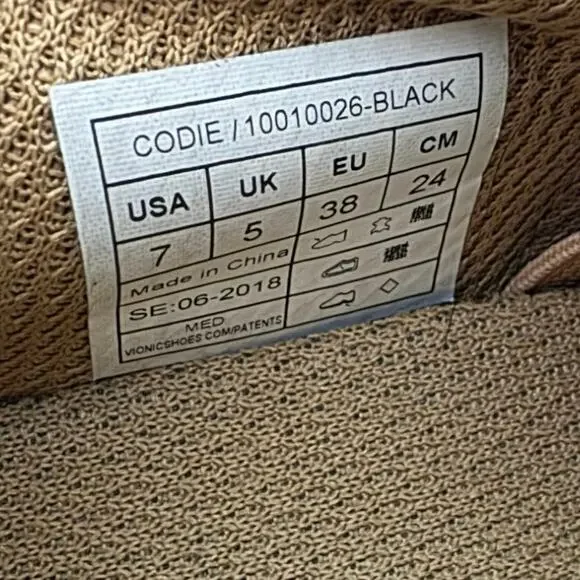 CODIE / 10010026-BLACK
USA UK EU CM
7 5 38 24
Made in China
SE:06-2018
MED
VIONICSHOES.COM/PATENTS